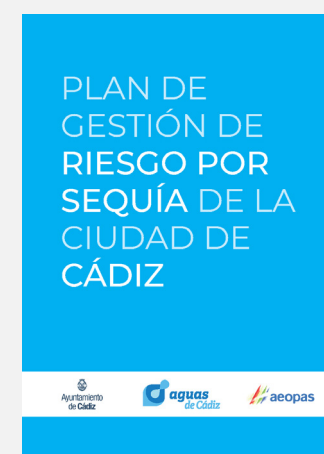 PLAN DE
GESTIÓN DE
RIESGO POR
SEQUÍA DE LA
CIUDAD DE
CÁDIZ
Ayuntamiento
de Cádiz
aguas
de Cádiz
aeopas